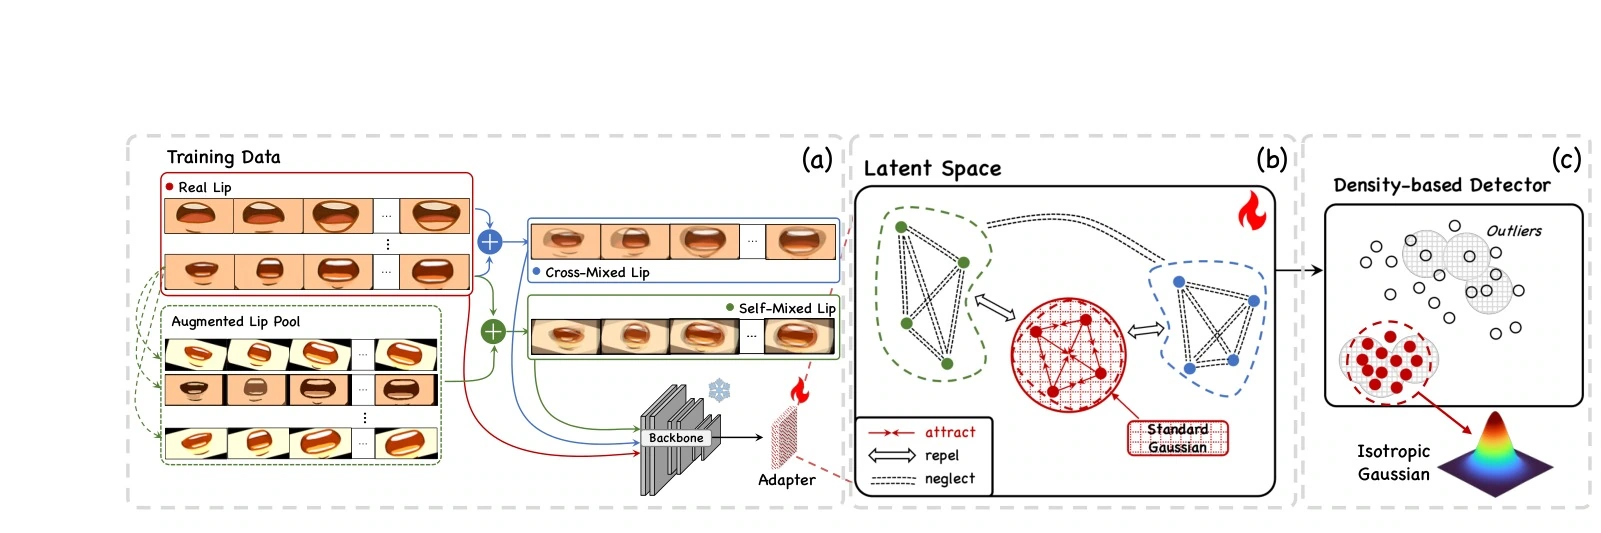 Training Data
(a)
Real Lip
...
⋮
...
Cross-Mixed Lip
...
Self-Mixed Lip
...
Augmented Lip Pool
...
...
⋮
...
Backbone
Adapter
(b)
Latent Space
Standard
Gaussian
attract
repel
neglect
(c)
Density-based Detector
Outliers
Isotropic
Gaussian